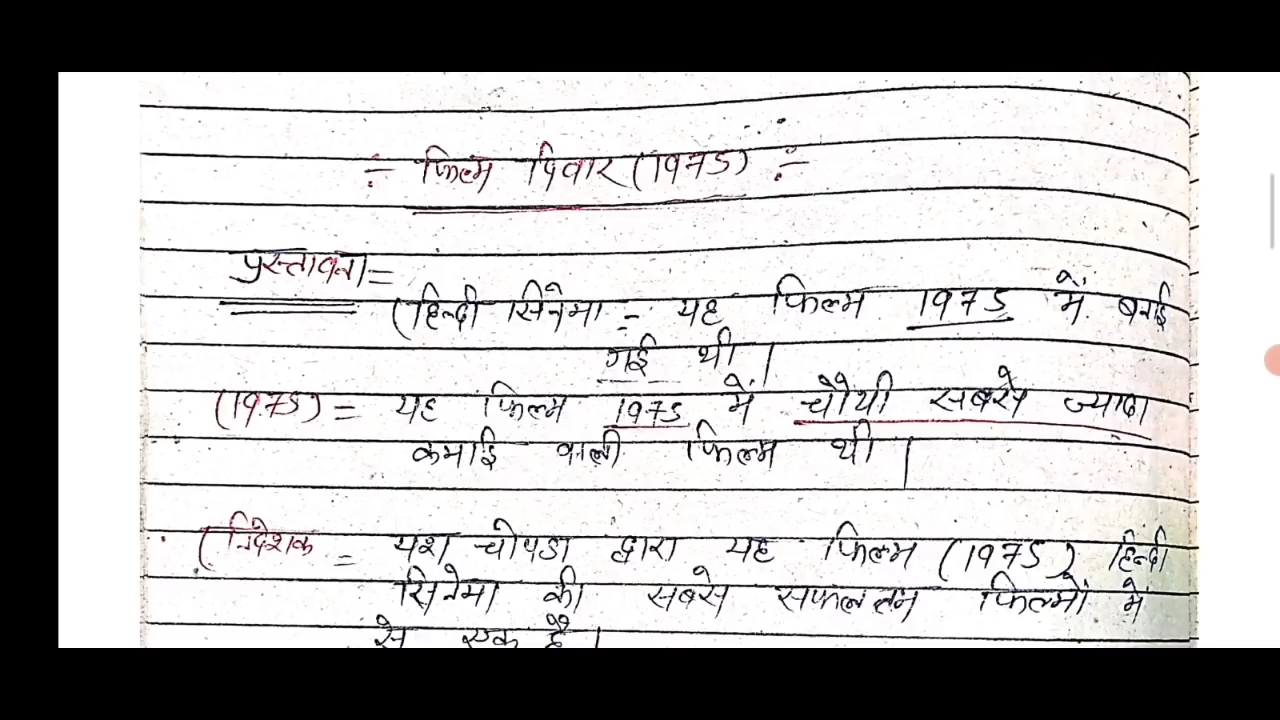 ÷ फिल्म दिवार (1975) ÷
प्रस्तावना =
(हिन्दी सिनेमा :- यह फिल्म 1975 में बनाई
गई थी।
(1975) = यह फिल्म 1975 में चौथी सबसे ज्यादा
कमाई वाली फिल्म थी।
(निदेशक = यश चोपडा द्वारा यह फिल्म (1975) हिन्दी
सिनेमा की सबसे सफलतम फिल्मों में
से एक है।